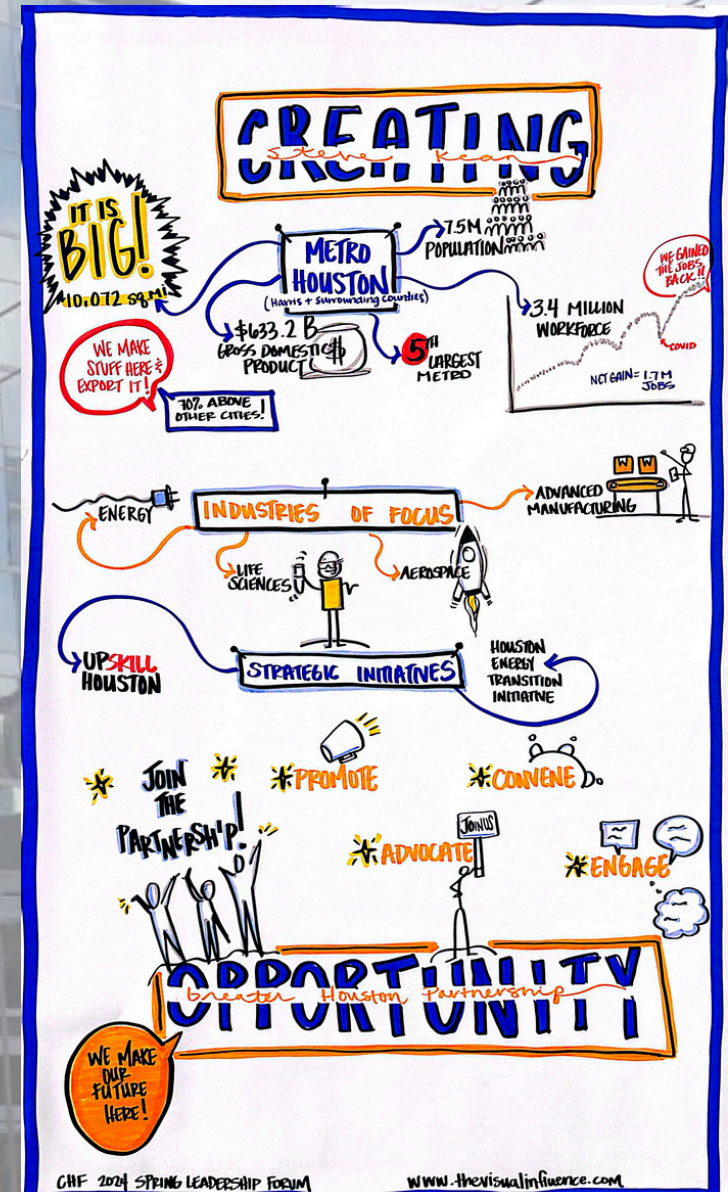 CREATING
Steve Kean
IT IS
BIG!
10,072 SQ MI
METRO
HOUSTON
(Harris + Surrounding Counties)
7.5M
POPULATION
WE GAINED
THE JOBS
BACK!!
3.4 MILLION
WORKFORCE
COVID
NET GAIN = 1.7M
JOBS
$633.2 B
GROSS DOMESTIC
PRODUCT
$
5TH
LARGEST
METRO
WE MAKE
STUFF HERE &
EXPORT IT!
70% ABOVE
OTHER CITIES!
ENERGY
INDUSTRIES OF FOCUS
ADVANCED
MANUFACTURING
LIFE
SCIENCES
AEROSPACE
UPSKILL
HOUSTON
STRATEGIC INITIATIVES
HOUSTON
ENERGY
TRANSITION
INITIATIVE
JOIN
THE
PARTNERSHIP!
PROMOTE
CONVENE
ADVOCATE
JOIN US
ENGAGE
OPPORTUNITY
Greater Houston Partnership
WE MAKE
OUR
FUTURE
HERE!
CHF 2024 SPRING LEADERSHIP FORUM
www.thevisualinfluence.com